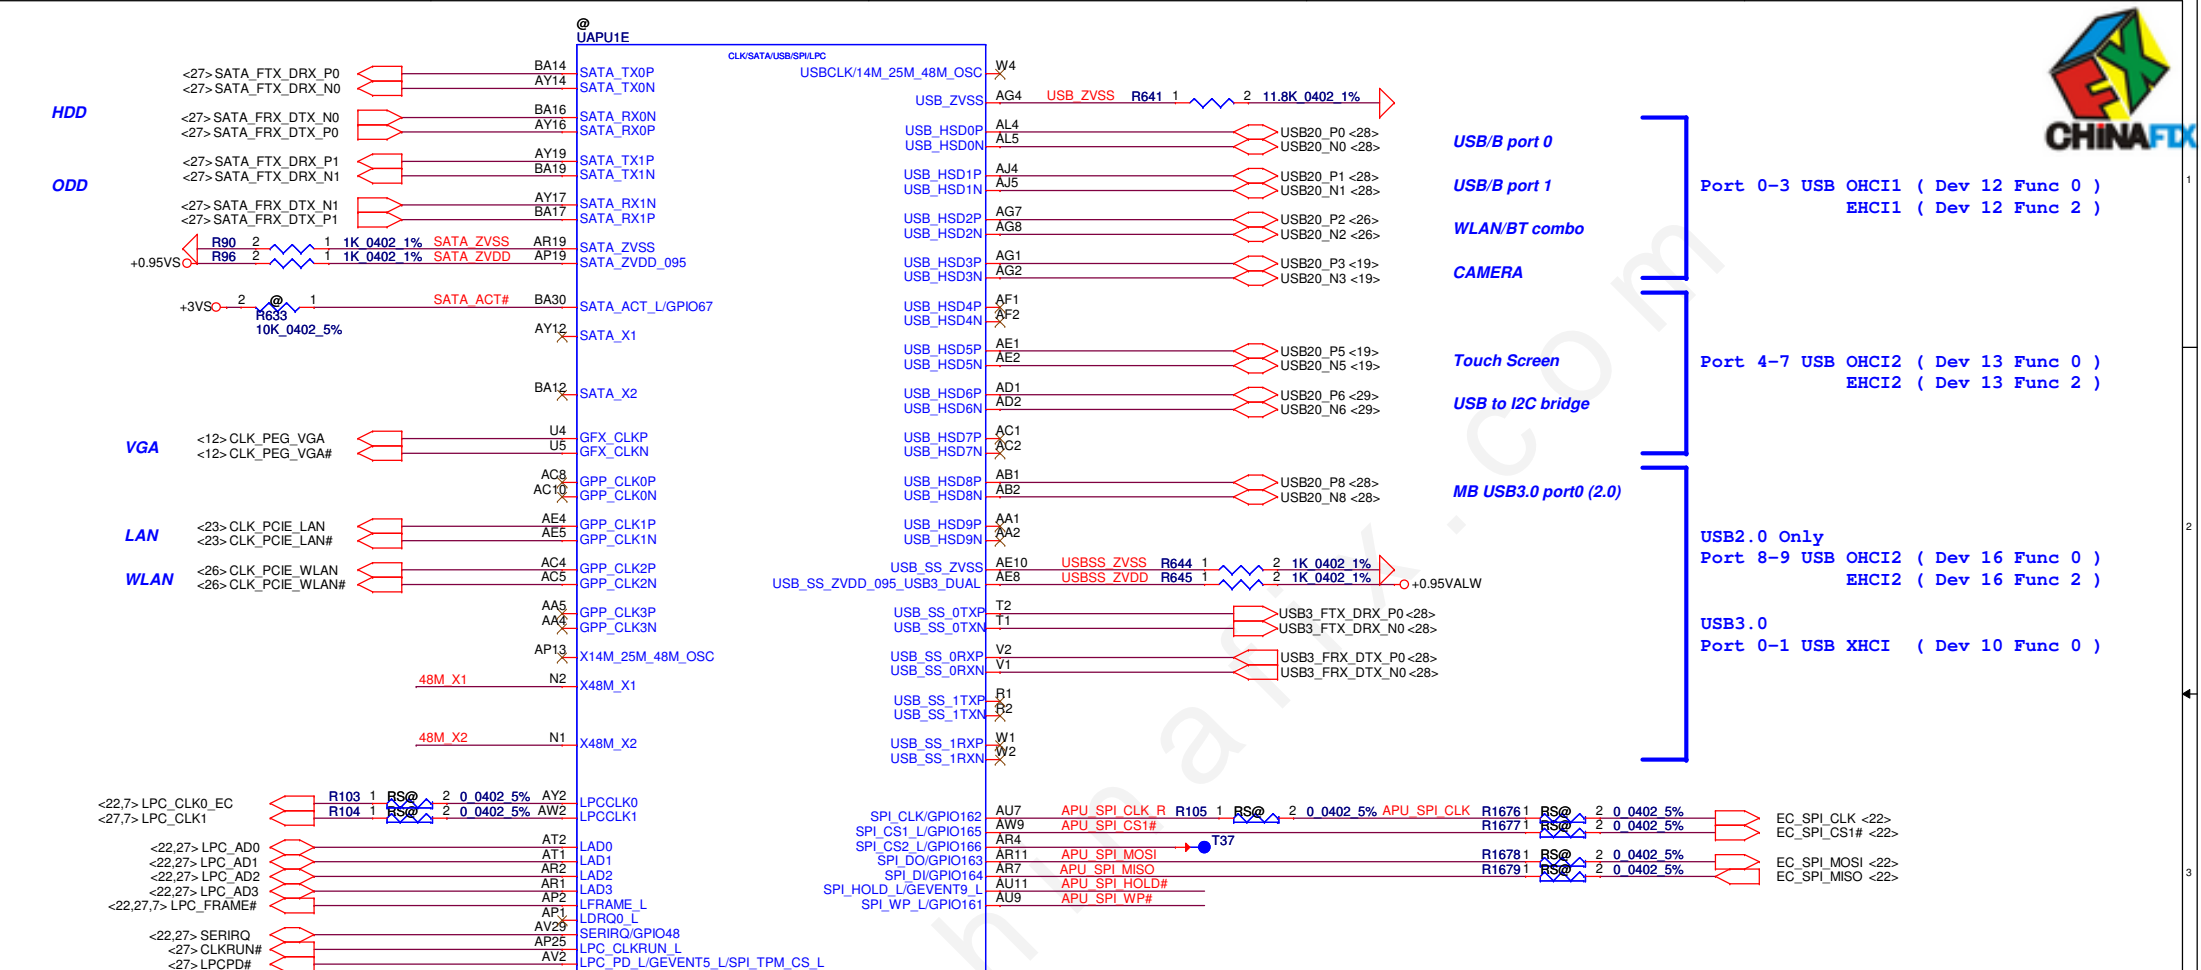 @
UAPU1E
CLK/SATA/USB/SPI/LPC
HDD
<27> SATA_FTX_DRX_P0 BA14 SATA_TX0P
<27> SATA_FTX_DRX_N0 AY14 SATA_TX0N
<27> SATA_FRX_DTX_N0 BA16 SATA_RX0N
<27> SATA_FRX_DTX_P0 AY16 SATA_RX0P
ODD
<27> SATA_FTX_DRX_P1 AY19 SATA_TX1P
<27> SATA_FTX_DRX_N1 BA19 SATA_TX1N
<27> SATA_FRX_DTX_N1 AY17 SATA_RX1N
<27> SATA_FRX_DTX_P1 BA17 SATA_RX1P
R90 2 1 1K_0402_1% SATA_ZVSS AR19 SATA_ZVSS
+0.95VS R96 2 1 1K_0402_1% SATA_ZVDD AP19 SATA_ZVDD_095
+3VS 2 @ 1 SATA_ACT# BA30 SATA_ACT_L/GPIO67
R633
10K_0402_5%
AY12 SATA_X1
BA12 SATA_X2
VGA
<12> CLK_PEG_VGA U4 GFX_CLKP
<12> CLK_PEG_VGA# U5 GFX_CLKN
AC8 GPP_CLK0P
AC10 GPP_CLK0N
LAN
<23> CLK_PCIE_LAN AE4 GPP_CLK1P
<23> CLK_PCIE_LAN# AE5 GPP_CLK1N
WLAN
<26> CLK_PCIE_WLAN AC4 GPP_CLK2P
<26> CLK_PCIE_WLAN# AC5 GPP_CLK2N
AA5 GPP_CLK3P
AA4 GPP_CLK3N
AP13 X14M_25M_48M_OSC
48M_X1 N2 X48M_X1
48M_X2 N1 X48M_X2
<22,7> LPC_CLK0_EC R103 1 RS@ 2 0_0402_5% AY2 LPCCLK0
<27,7> LPC_CLK1 R104 1 RS@ 2 0_0402_5% AW2 LPCCLK1
<22,27> LPC_AD0 AT2 LAD0
<22,27> LPC_AD1 AT1 LAD1
<22,27> LPC_AD2 AR2 LAD2
<22,27> LPC_AD3 AR1 LAD3
<22,27,7> LPC_FRAME# AP2 LFRAME_L
AP1 LDRQ0_L
<22,27> SERIRQ AV29 SERIRQ/GPIO48
<27> CLKRUN# AP25 LPC_CLKRUN_L
<27> LPCPD# AV2 LPC_PD_L/GEVENT5_L/SPI_TPM_CS_L
USBCLK/14M_25M_48M_OSC W4
USB_ZVSS AG4 USB_ZVSS R641 1 2 11.8K_0402_1%
USB_HSD0P AL4 USB20_P0 <28>
USB_HSD0N AL5 USB20_N0 <28>
USB/B port 0
USB_HSD1P AJ4 USB20_P1 <28>
USB_HSD1N AJ5 USB20_N1 <28>
USB/B port 1
USB_HSD2P AG7 USB20_P2 <26>
USB_HSD2N AG8 USB20_N2 <26>
WLAN/BT combo
USB_HSD3P AG1 USB20_P3 <19>
USB_HSD3N AG2 USB20_N3 <19>
CAMERA
USB_HSD4P AF1
USB_HSD4N AF2
USB_HSD5P AE1 USB20_P5 <19>
USB_HSD5N AE2 USB20_N5 <19>
Touch Screen
USB_HSD6P AD1 USB20_P6 <29>
USB_HSD6N AD2 USB20_N6 <29>
USB to I2C bridge
USB_HSD7P AC1
USB_HSD7N AC2
USB_HSD8P AB1 USB20_P8 <28>
USB_HSD8N AB2 USB20_N8 <28>
MB USB3.0 port0 (2.0)
USB_HSD9P AA1
USB_HSD9N AA2
USB_SS_ZVSS AE10 USBSS_ZVSS R644 1 2 1K_0402_1%
USB_SS_ZVDD_095_USB3_DUAL AE8 USBSS_ZVDD R645 1 2 1K_0402_1% +0.95VALW
USB_SS_0TXP T2 USB3_FTX_DRX_P0 <28>
USB_SS_0TXN T1 USB3_FTX_DRX_N0 <28>
USB_SS_0RXP V2 USB3_FRX_DTX_P0 <28>
USB_SS_0RXN V1 USB3_FRX_DTX_N0 <28>
USB_SS_1TXP R1
USB_SS_1TXN R2
USB_SS_1RXP W1
USB_SS_1RXN W2
SPI_CLK/GPIO162 AU7 APU_SPI_CLK_R R105 1 RS@ 2 0_0402_5% APU_SPI_CLK R1676 1 RS@ 2 0_0402_5% EC_SPI_CLK <22>
SPI_CS1_L/GPIO165 AW9 APU_SPI_CS1# R1677 1 RS@ 2 0_0402_5% EC_SPI_CS1# <22>
SPI_CS2_L/GPIO166 AR4 T37
SPI_DO/GPIO163 AR11 APU_SPI_MOSI R1678 1 RS@ 2 0_0402_5% EC_SPI_MOSI <22>
SPI_DI/GPIO164 AR7 APU_SPI_MISO R1679 1 RS@ 2 0_0402_5% EC_SPI_MISO <22>
SPI_HOLD_L/GEVENT9_L AU11 APU_SPI_HOLD#
SPI_WP_L/GPIO161 AU9 APU_SPI_WP#
Port 0-3 USB OHCI1 ( Dev 12 Func 0 )
EHCI1 ( Dev 12 Func 2 )
Port 4-7 USB OHCI2 ( Dev 13 Func 0 )
EHCI2 ( Dev 13 Func 2 )
USB2.0 Only
Port 8-9 USB OHCI2 ( Dev 16 Func 0 )
EHCI2 ( Dev 16 Func 2 )
USB3.0
Port 0-1 USB XHCI ( Dev 10 Func 0 )
FIX
CHiNAFIX
1
2
3
hinafix.com